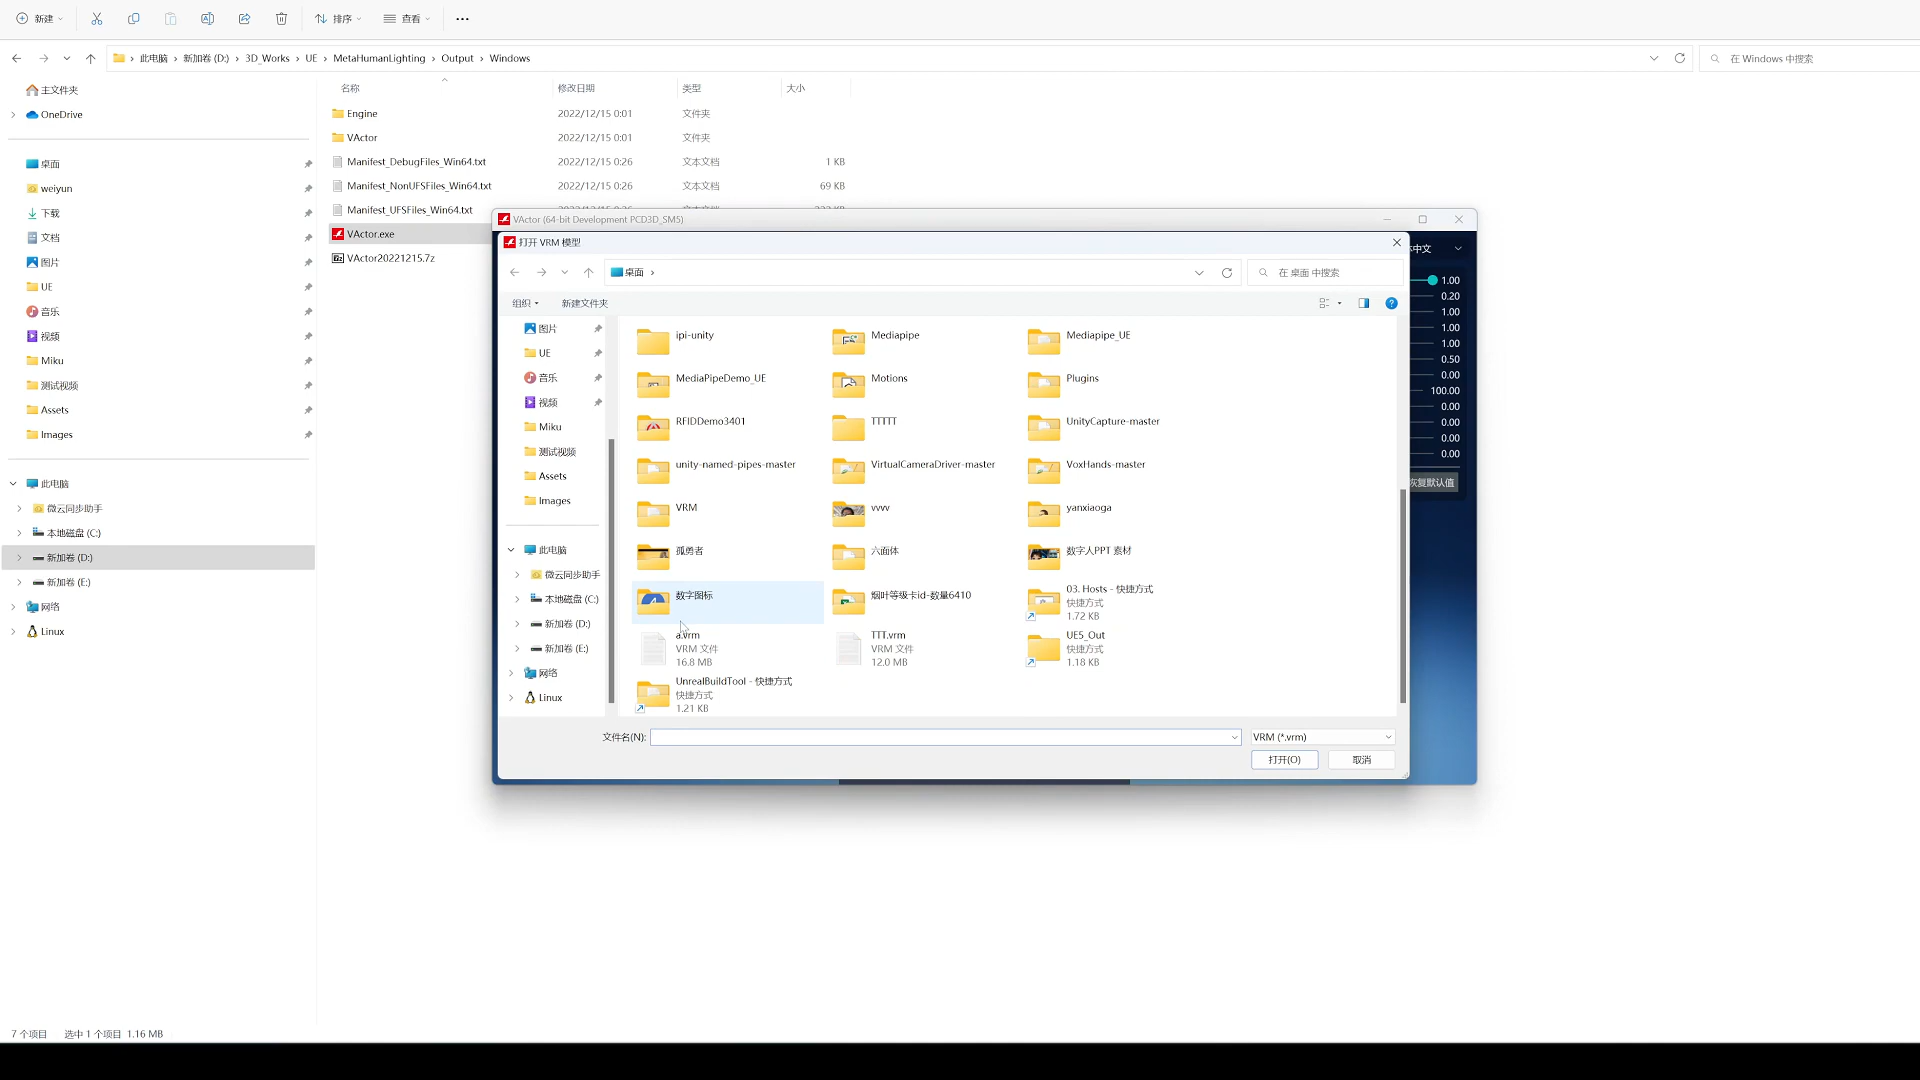 新建
排序
查看
此电脑 › 新加卷 (D:) › 3D_Works › UE › MetaHumanLighting › Output › Windows
在 Windows 中搜索
主文件夹
OneDrive
桌面
weiyun
下载
文档
图片
UE
音乐
视频
Miku
测试视频
Assets
Images
此电脑
微云同步助手
本地磁盘 (C:)
新加卷 (D:)
新加卷 (E:)
网络
Linux
名称 修改日期 类型 大小
Engine 2022/12/15 0:01 文件夹
VActor 2022/12/15 0:01 文件夹
Manifest_DebugFiles_Win64.txt 2022/12/15 0:26 文本文档 1 KB
Manifest_NonUFSFiles_Win64.txt 2022/12/15 0:26 文本文档 69 KB
Manifest_UFSFiles_Win64.txt
VActor.exe
VActor20221215.7z
VActor (64-bit Development PCD3D_SM5)
打开 VRM 模型
桌面 ›
在 桌面 中搜索
组织
新建文件夹
图片
UE
音乐
视频
Miku
测试视频
Assets
Images
此电脑
微云同步助手
本地磁盘 (C:)
新加卷 (D:)
新加卷 (E:)
网络
Linux
ipi-unity
Mediapipe
Mediapipe_UE
MediaPipeDemo_UE
Motions
Plugins
RFIDDemo3401
TTTTT
UnityCapture-master
unity-named-pipes-master
VirtualCameraDriver-master
VoxHands-master
VRM
vvvv
yanxiaoga
孤勇者
六面体
数字人PPT 素材
数字图标
烟叶等级卡id-数量6410
03. Hosts - 快捷方式
快捷方式
1.72 KB
a.vrm
VRM 文件
16.8 MB
TTT.vrm
VRM 文件
12.0 MB
UE5_Out
快捷方式
1.18 KB
UnrealBuildTool - 快捷方式
快捷方式
1.21 KB
文件名(N):
VRM (*.vrm)
打开(O)
取消
中文
1.00
0.20
1.00
1.00
1.00
0.50
0.00
100.00
0.00
0.00
0.00
0.00
恢复默认值
7 个项目 选中 1 个项目 1.16 MB